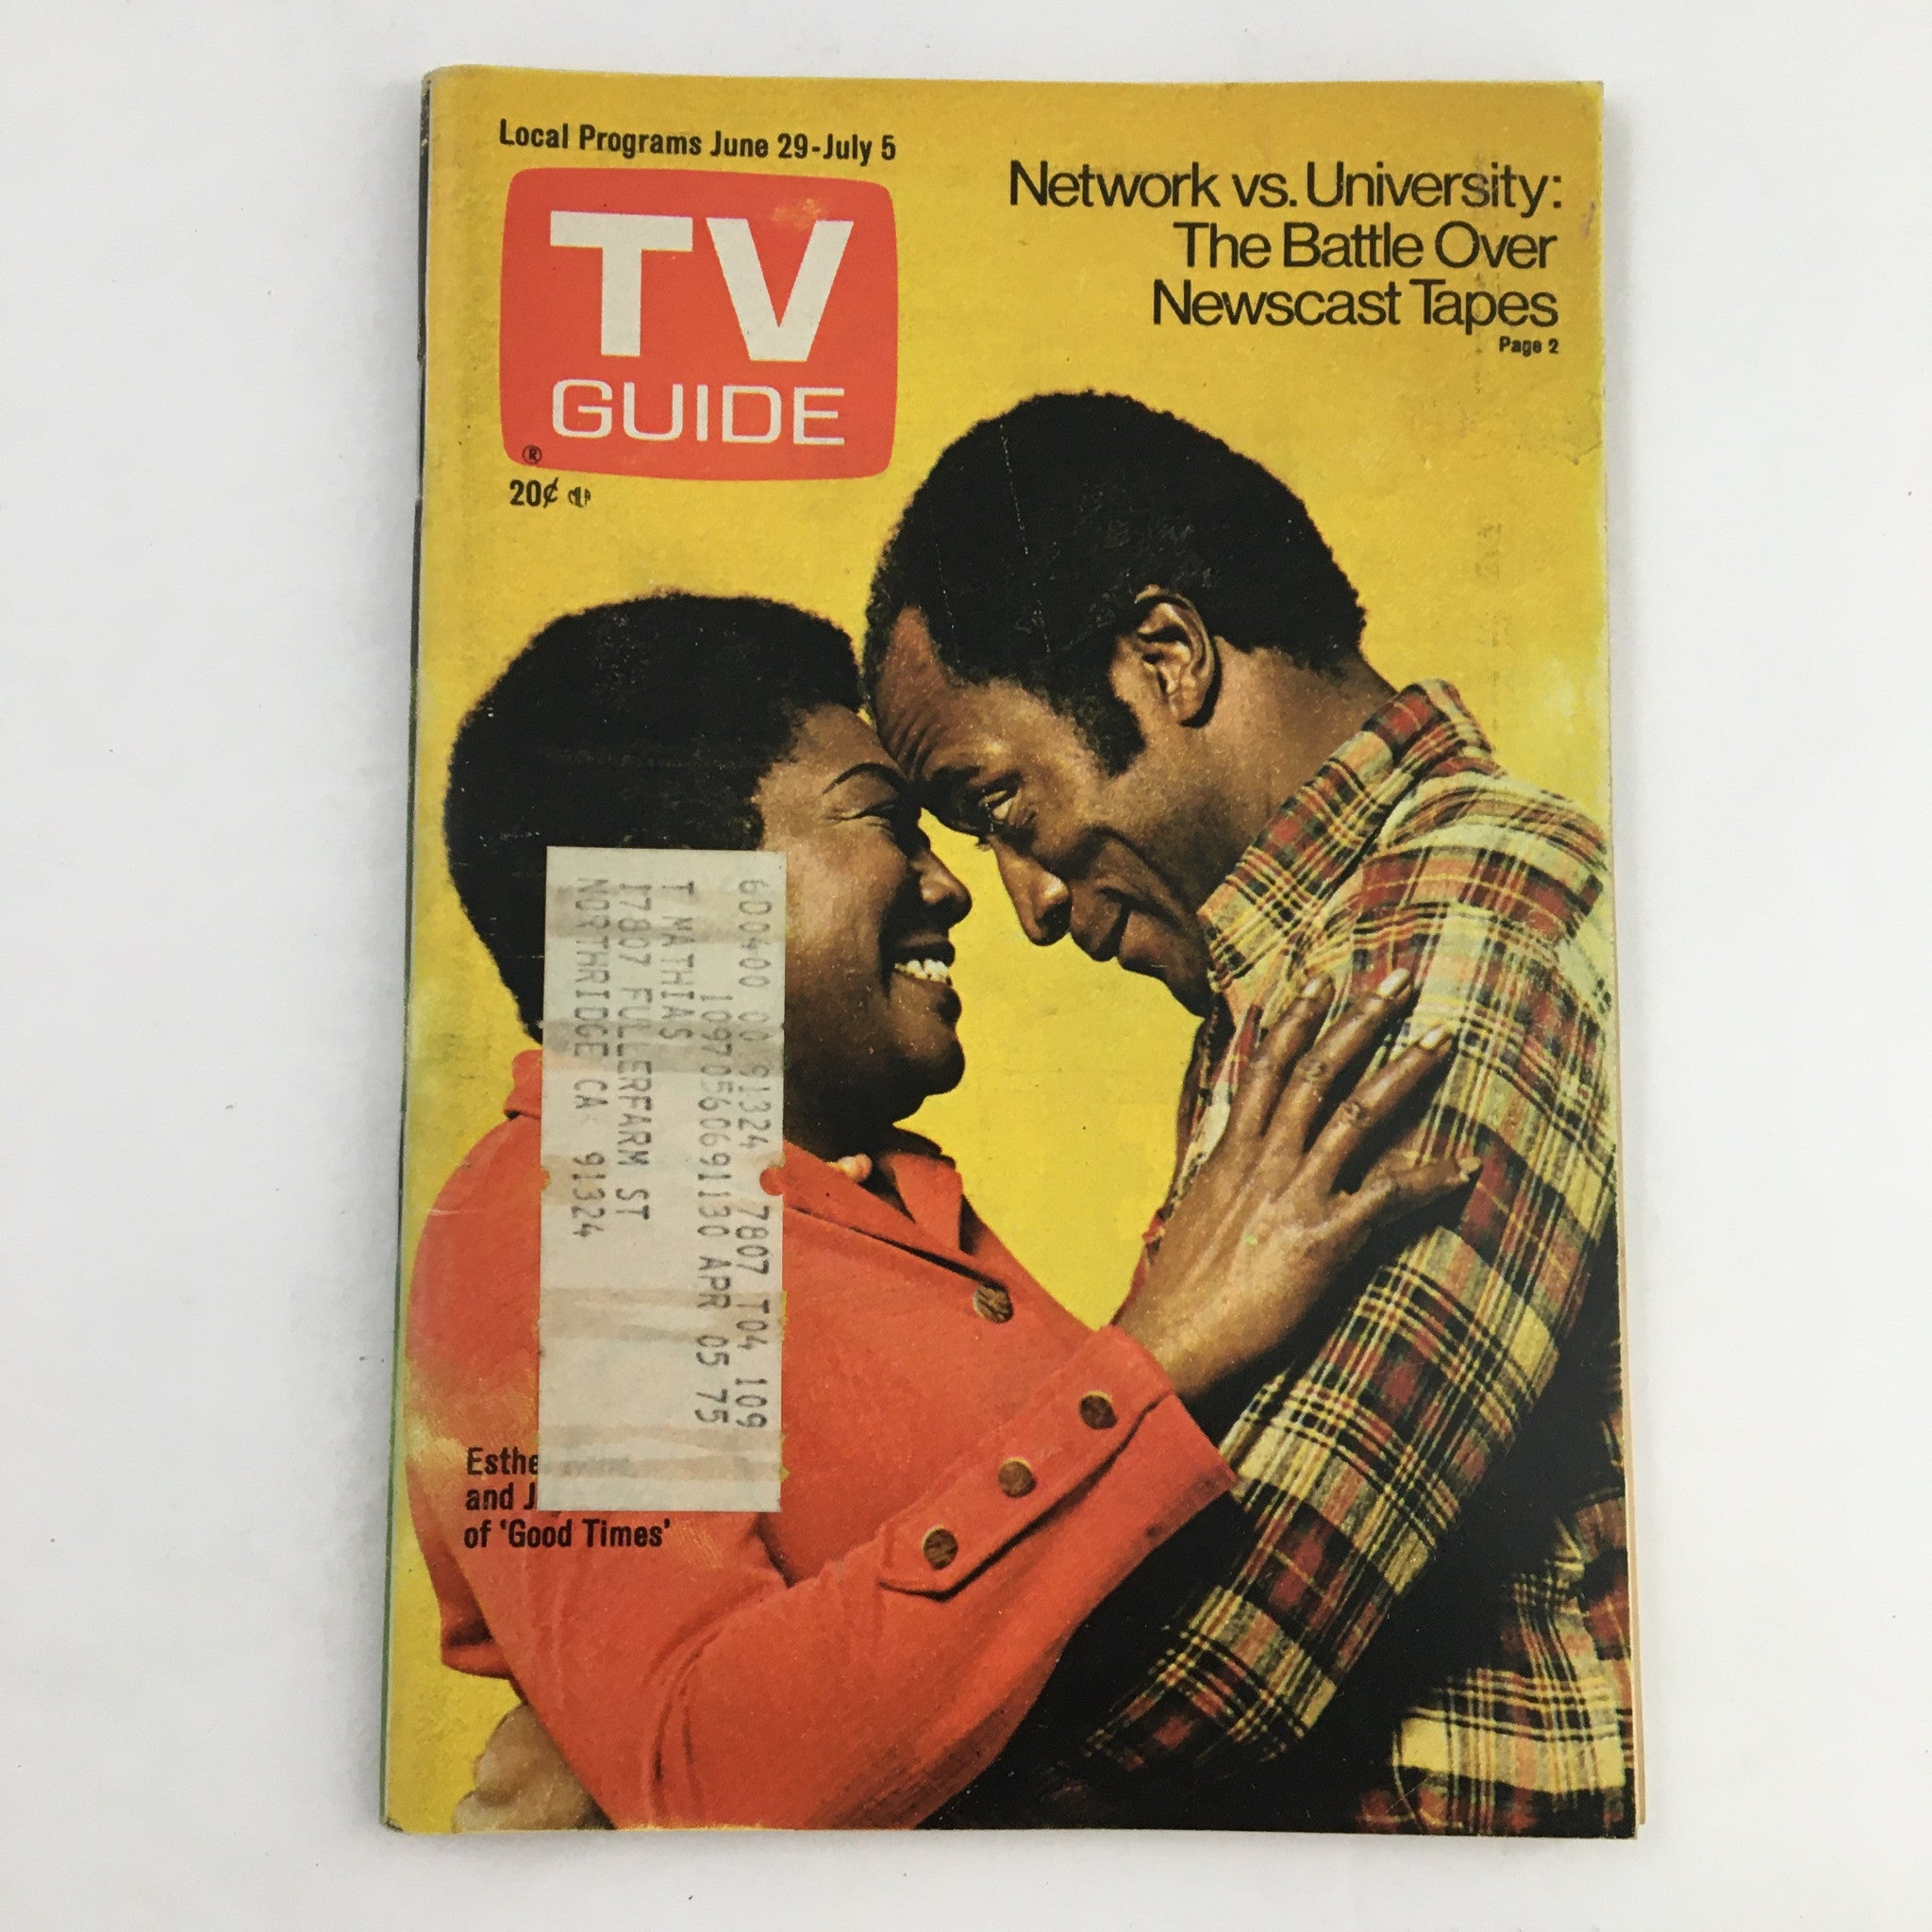 Local Programs June 29-July 5
TV
GUIDE
®
20¢
Network vs. University:
The Battle Over
Newscast Tapes
Page 2
600400 00 91324 7807 T04 109
1097056069130 APR 05 75
T MATHIAS
17807 FULLERFARM ST
NORTHRIDGE CA 91324
Esthe
and J
of 'Good Times'